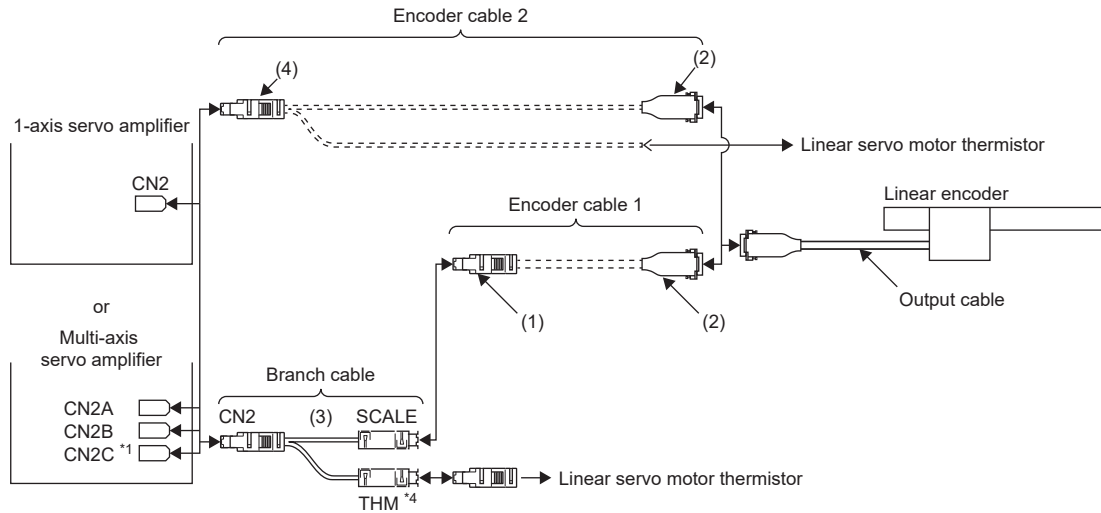 Encoder cable 2
(4)
(2)
1-axis servo amplifier
Linear servo motor thermistor
CN2
Linear encoder
Encoder cable 1
or
(1)
(2)
Output cable
Multi-axis
servo amplifier
Branch cable
CN2A
CN2
(3)
SCALE
CN2B
CN2C *1
Linear servo motor thermistor
THM *4